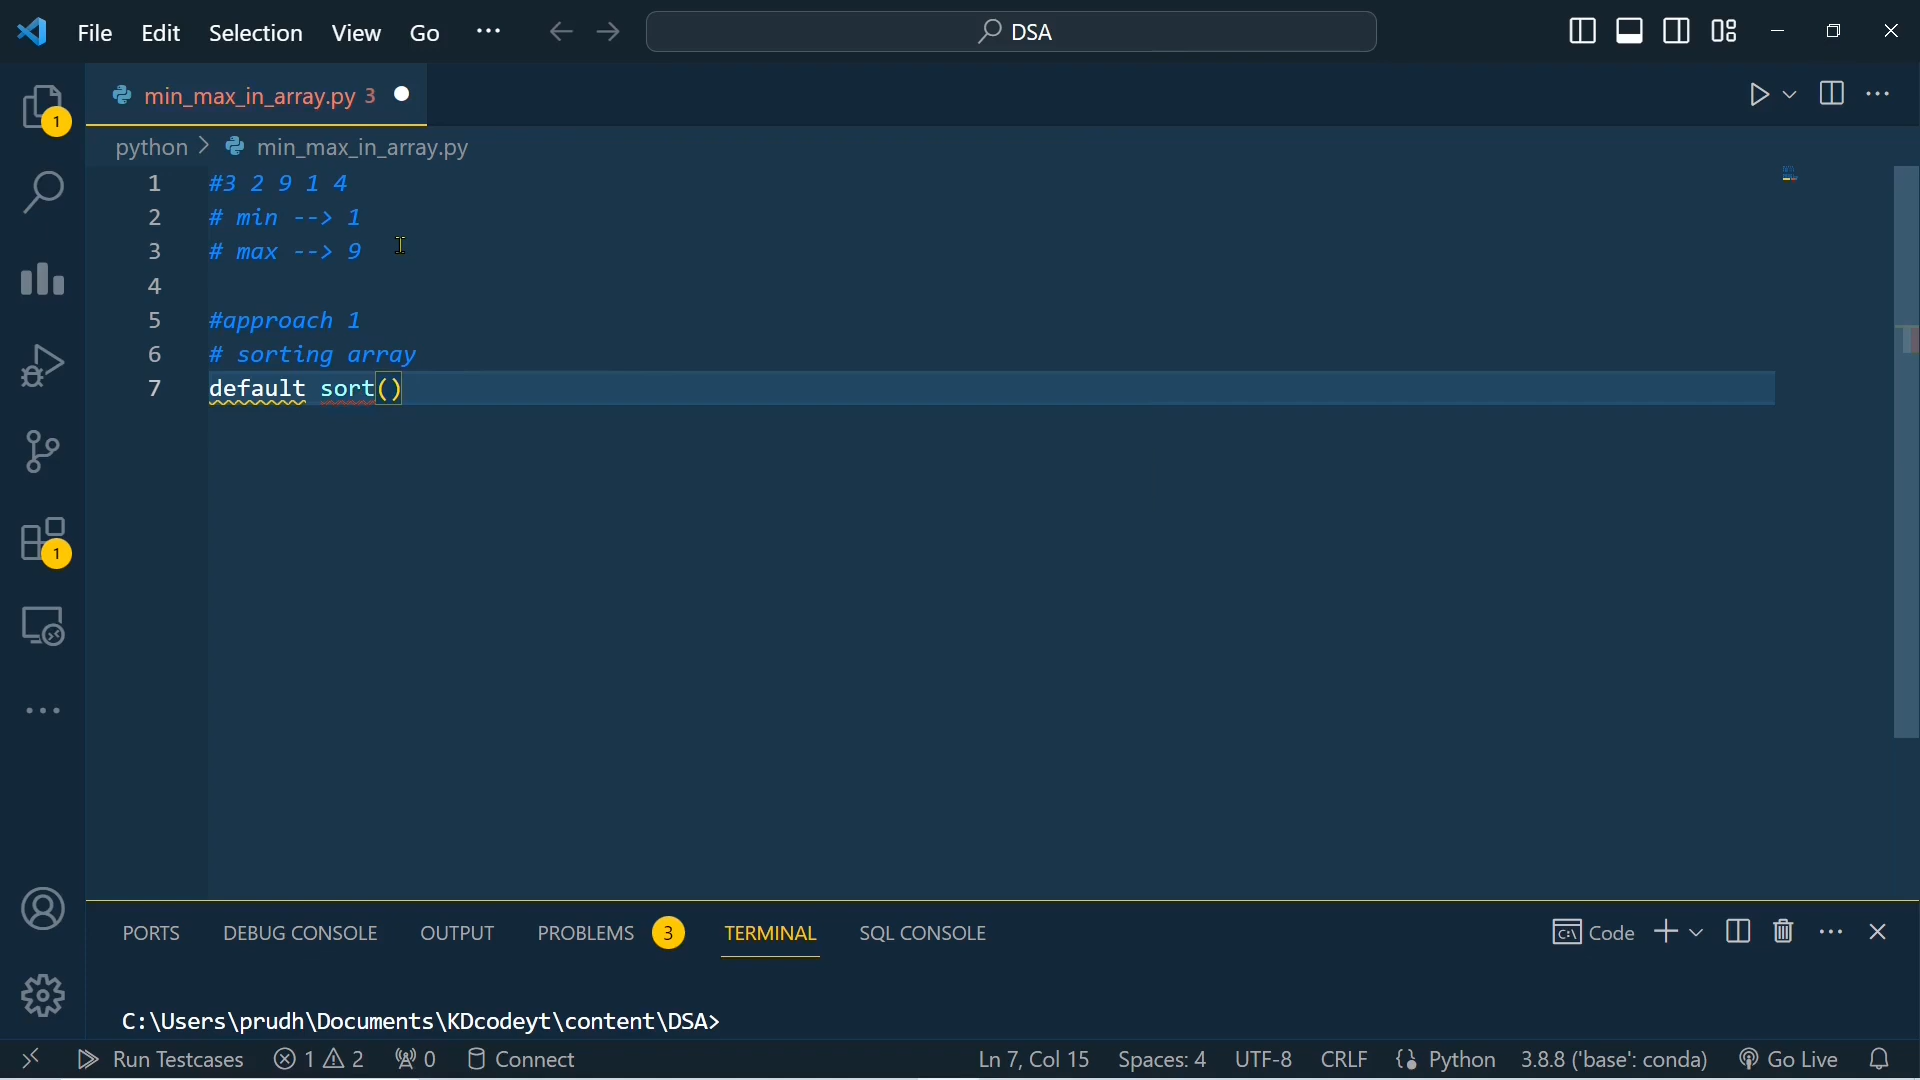 File Edit Selection View Go ··· DSA
min_max_in_array.py 3
python > min_max_in_array.py
1 #3 2 9 1 4
2 # min --> 1
3 # max --> 9
4
5 #approach 1
6 # sorting array
7 default sort()
1
1
PORTS DEBUG CONSOLE OUTPUT PROBLEMS 3 TERMINAL SQL CONSOLE Code
C:\Users\prudh\Documents\KDcodeyt\content\DSA>
Run Testcases 1 2 0 Connect Ln 7, Col 15 Spaces: 4 UTF-8 CRLF Python 3.8.8 ('base': conda) Go Live